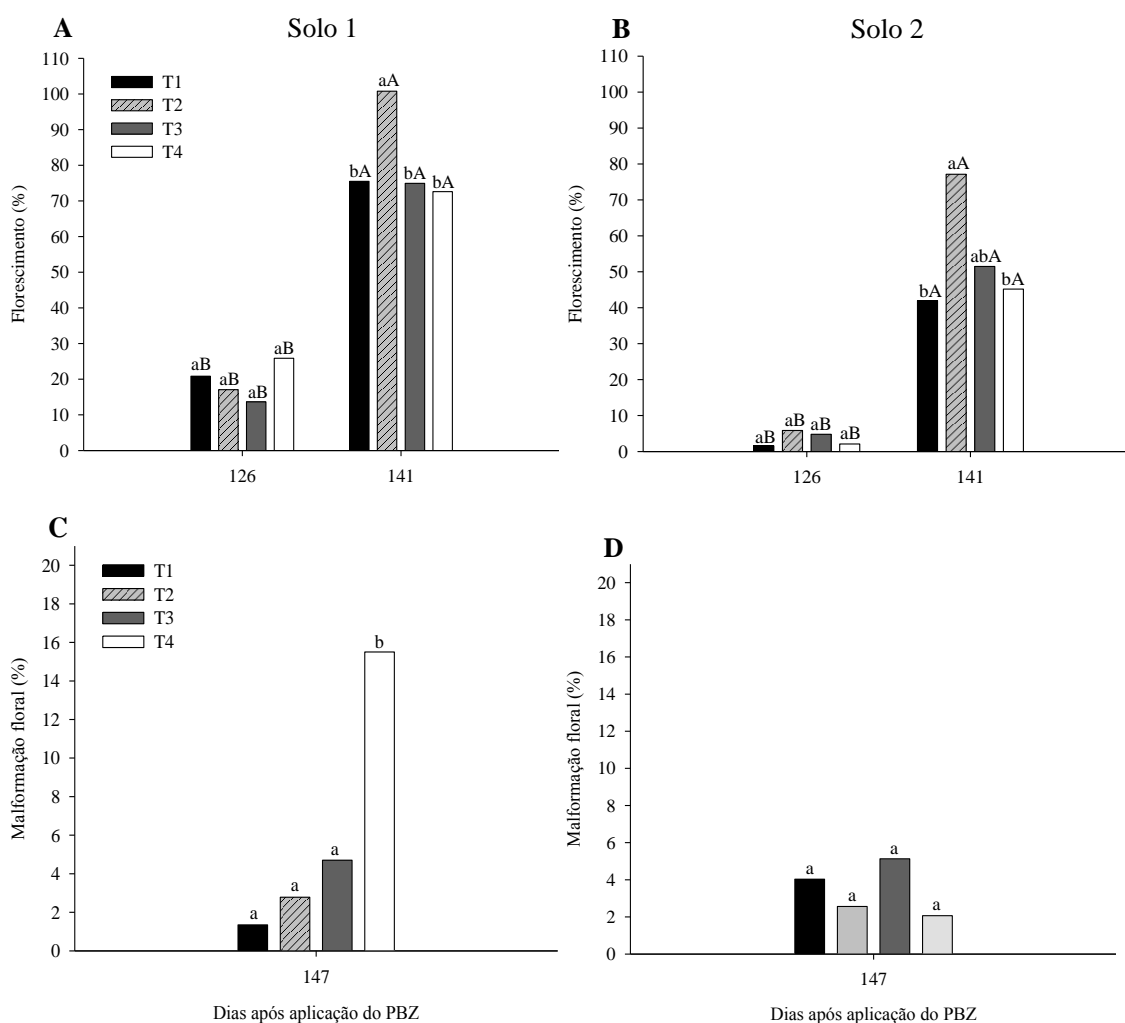 A Solo 1
110
100
90
80
70
60
50
40
30
20
10
0
Florescimento (%)
T1
T2
T3
T4
aB aB aB aB
bA aA bA bA
126 141
B Solo 2
110
100
90
80
70
60
50
40
30
20
10
0
Florescimento (%)
aB aB aB aB
bA aA abA bA
126 141
C
20
18
16
14
12
10
8
6
4
2
0
Malformação floral (%)
T1
T2
T3
T4
a a a b
147
Dias após aplicação do PBZ
D
20
18
16
14
12
10
8
6
4
2
0
Malformação floral (%)
a a a a
147
Dias após aplicação do PBZ